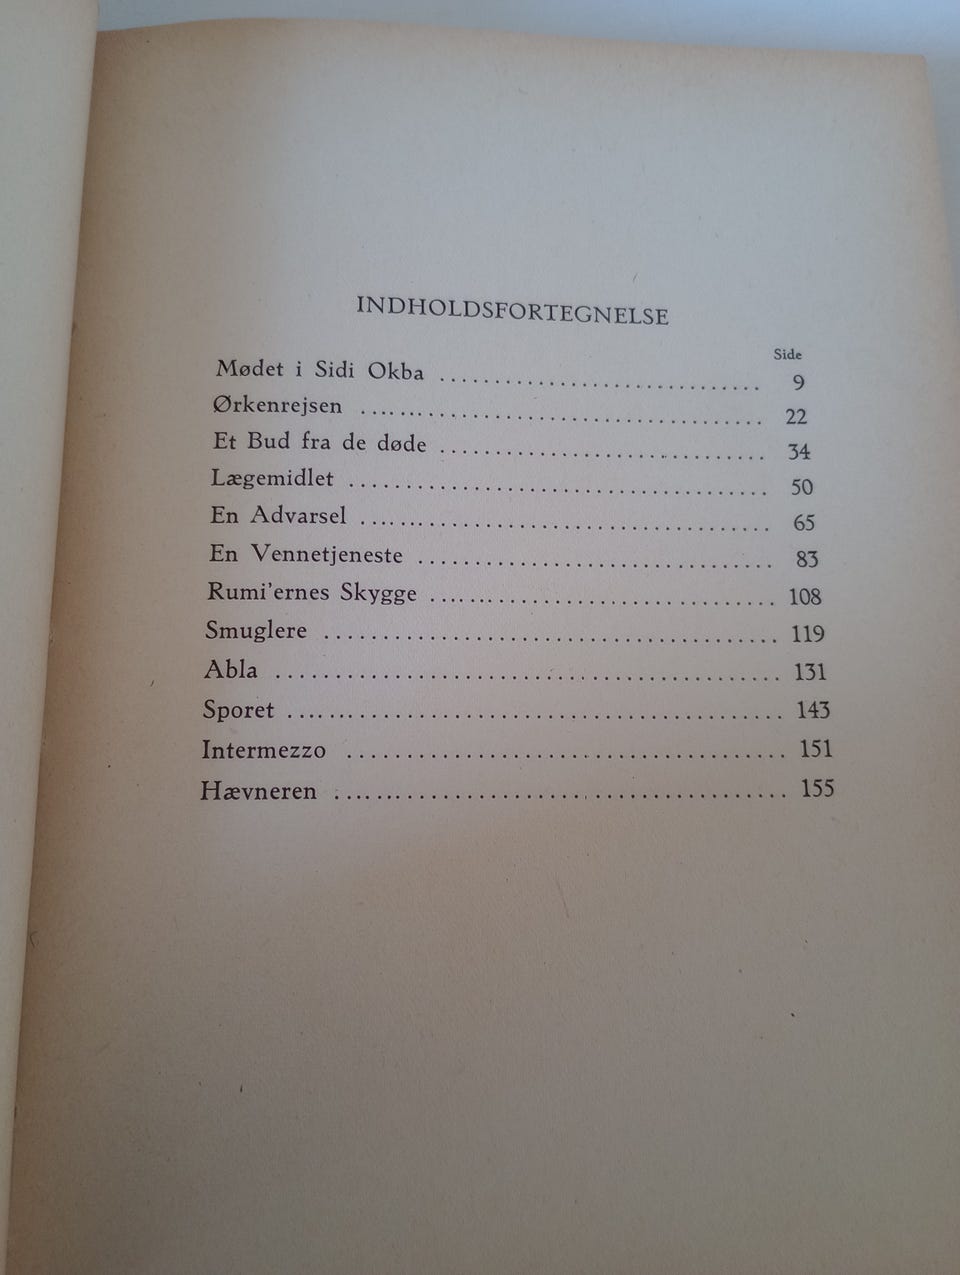 INDHOLDSFORTEGNELSE
Side
Mødet i Sidi Okba ........................... 9
Ørkenrejsen ................................. 22
Et Bud fra de døde .......................... 34
Lægemidlet .................................. 50
En Advarsel ................................. 65
En Vennetjeneste ............................ 83
Rumi'ernes Skygge ........................... 108
Smuglere .................................... 119
Abla ........................................ 131
Sporet ...................................... 143
Intermezzo .................................. 151
Hævneren .................................... 155